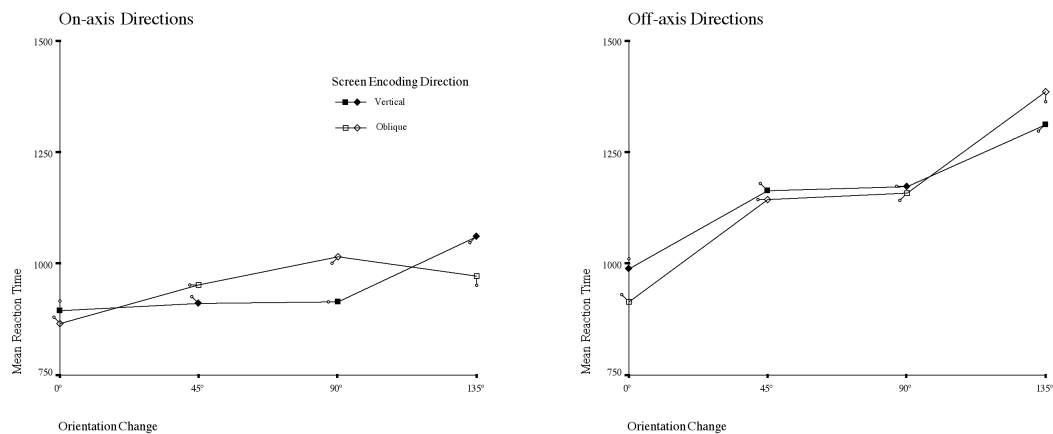 On-axis Directions
1500
1250
1000
750
Mean Reaction Time
Screen Encoding Direction
Vertical
Oblique
0°
45°
90°
135°
Orientation Change
Off-axis Directions
1500
1250
1000
750
Mean Reaction Time
0°
45°
90°
135°
Orientation Change